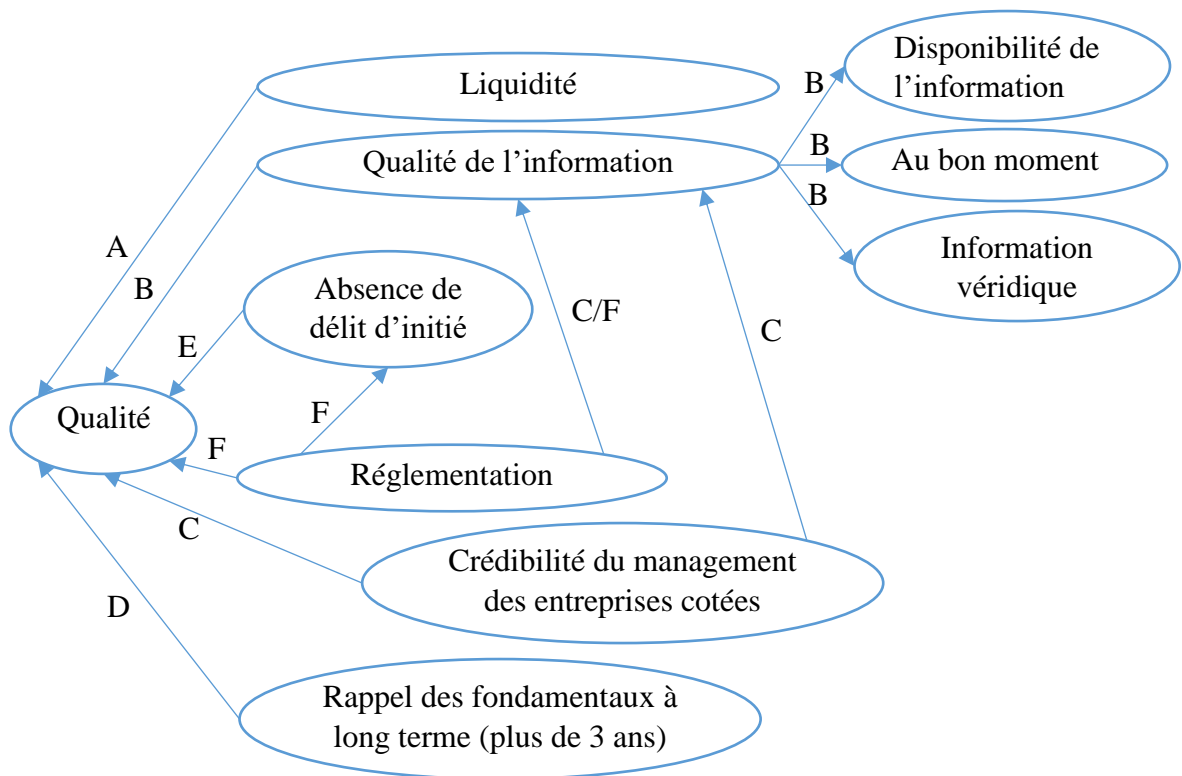 Disponibilité de
l’information
Liquidité
B
Qualité de l’information
B
Au bon moment
B
A
Information
véridique
B
Absence de
délit d’initié
C/F
C
E
Qualité
F
F
Réglementation
C
Crédibilité du management
des entreprises cotées
D
Rappel des fondamentaux à
long terme (plus de 3 ans)